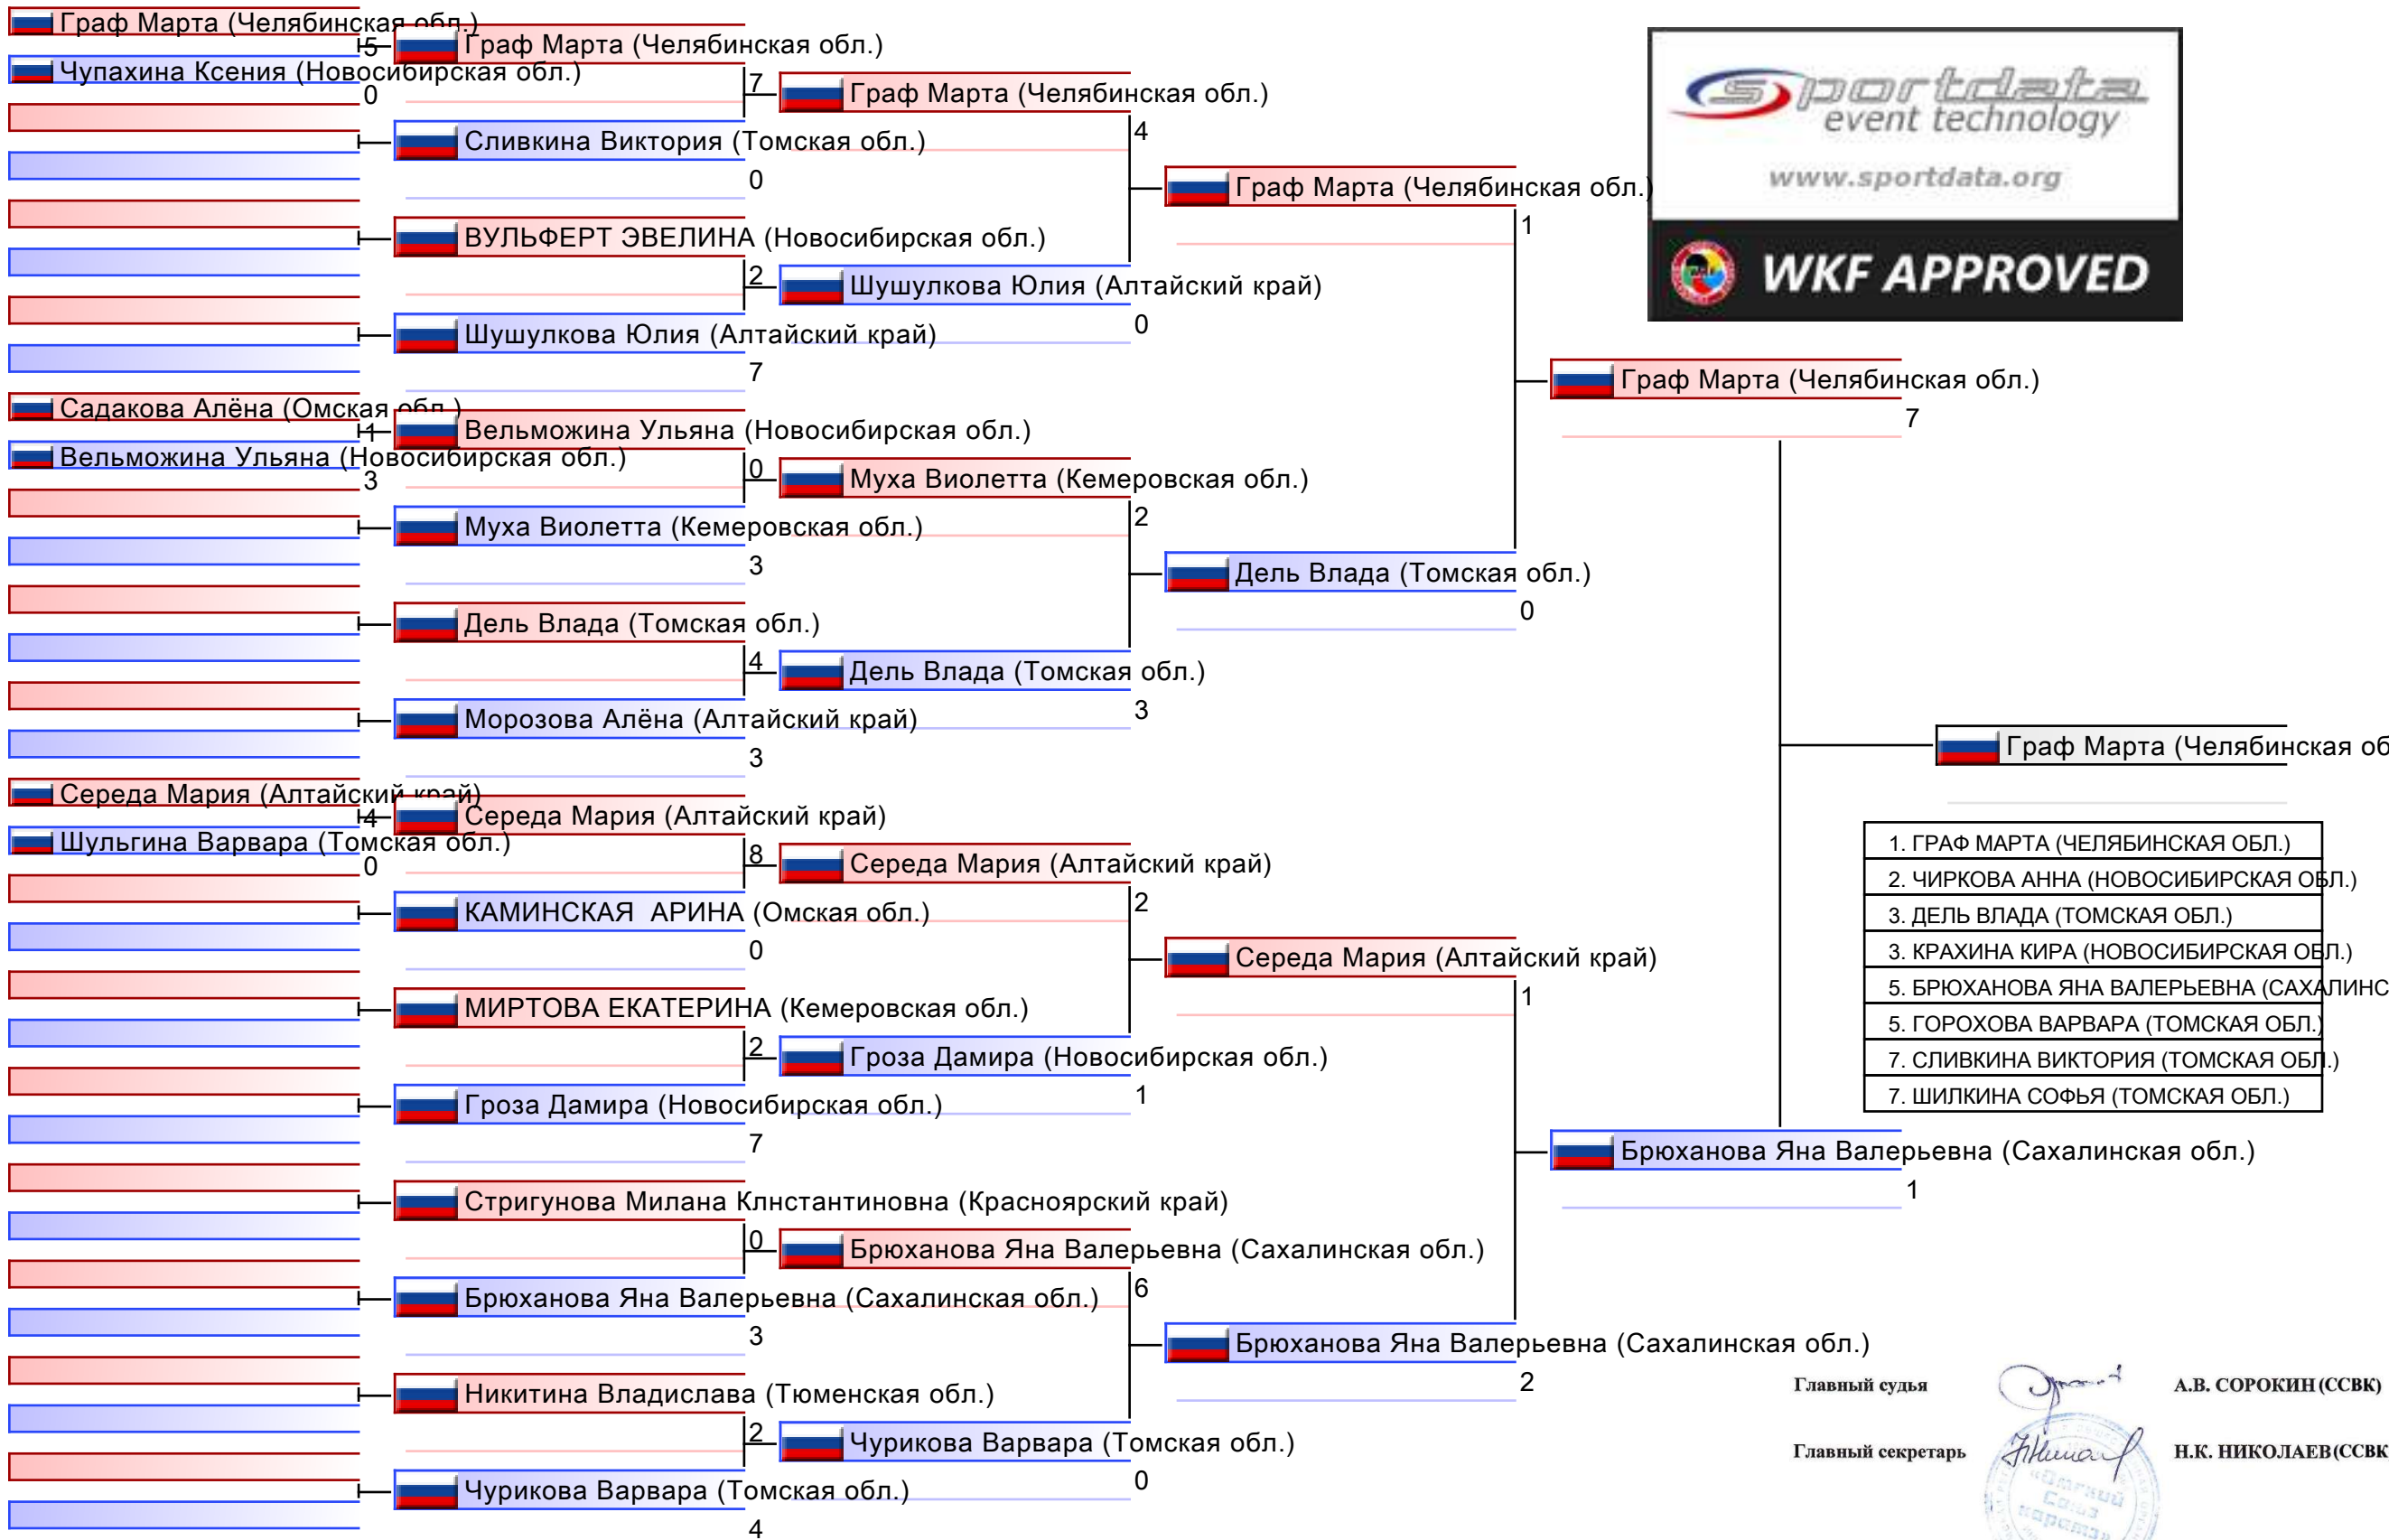 Граф Марта (Челябинская обл.)
5
Чупахина Ксения (Новосибирская обл.)
0
Садакова Алёна (Омская обл.)
1
Вельможина Ульяна (Новосибирская обл.)
3
Середа Мария (Алтайский край)
4
Шульгина Варвара (Томская обл.)
0
Граф Марта (Челябинская обл.)
7
Сливкина Виктория (Томская обл.)
0
ВУЛЬФЕРТ ЭВЕЛИНА (Новосибирская обл.)
2
Шушулкова Юлия (Алтайский край)
7
Вельможина Ульяна (Новосибирская обл.)
0
Муха Виолетта (Кемеровская обл.)
3
Дель Влада (Томская обл.)
4
Морозова Алёна (Алтайский край)
3
Середа Мария (Алтайский край)
8
КАМИНСКАЯ АРИНА (Омская обл.)
0
МИРТОВА ЕКАТЕРИНА (Кемеровская обл.)
2
Гроза Дамира (Новосибирская обл.)
7
Стригунова Милана Клнстантиновна (Красноярский край)
0
Брюханова Яна Валерьевна (Сахалинская обл.)
3
Никитина Владислава (Тюменская обл.)
2
Чурикова Варвара (Томская обл.)
4
Граф Марта (Челябинская обл.)
4
Шушулкова Юлия (Алтайский край)
0
Муха Виолетта (Кемеровская обл.)
2
Дель Влада (Томская обл.)
3
Середа Мария (Алтайский край)
2
Гроза Дамира (Новосибирская обл.)
1
Брюханова Яна Валерьевна (Сахалинская обл.)
6
Чурикова Варвара (Томская обл.)
0
Граф Марта (Челябинская обл.)
1
Дель Влада (Томская обл.)
0
Середа Мария (Алтайский край)
1
Брюханова Яна Валерьевна (Сахалинская обл.)
2
Граф Марта (Челябинская обл.)
7
Брюханова Яна Валерьевна (Сахалинская обл.)
1
sportdata
event technology
www.sportdata.org
WKF APPROVED
Граф Марта (Челябинская об
1. ГРАФ МАРТА (ЧЕЛЯБИНСКАЯ ОБЛ.)
2. ЧИРКОВА АННА (НОВОСИБИРСКАЯ ОБЛ.)
3. ДЕЛЬ ВЛАДА (ТОМСКАЯ ОБЛ.)
3. КРАХИНА КИРА (НОВОСИБИРСКАЯ ОБЛ.)
5. БРЮХАНОВА ЯНА ВАЛЕРЬЕВНА (САХАЛИНС
5. ГОРОХОВА ВАРВАРА (ТОМСКАЯ ОБЛ.)
7. СЛИВКИНА ВИКТОРИЯ (ТОМСКАЯ ОБЛ.)
7. ШИЛКИНА СОФЬЯ (ТОМСКАЯ ОБЛ.)
Главный судья А.В. СОРОКИН (ССВК)
Главный секретарь Н.К. НИКОЛАЕВ (ССВК
«Омский
Союз
каратэ»